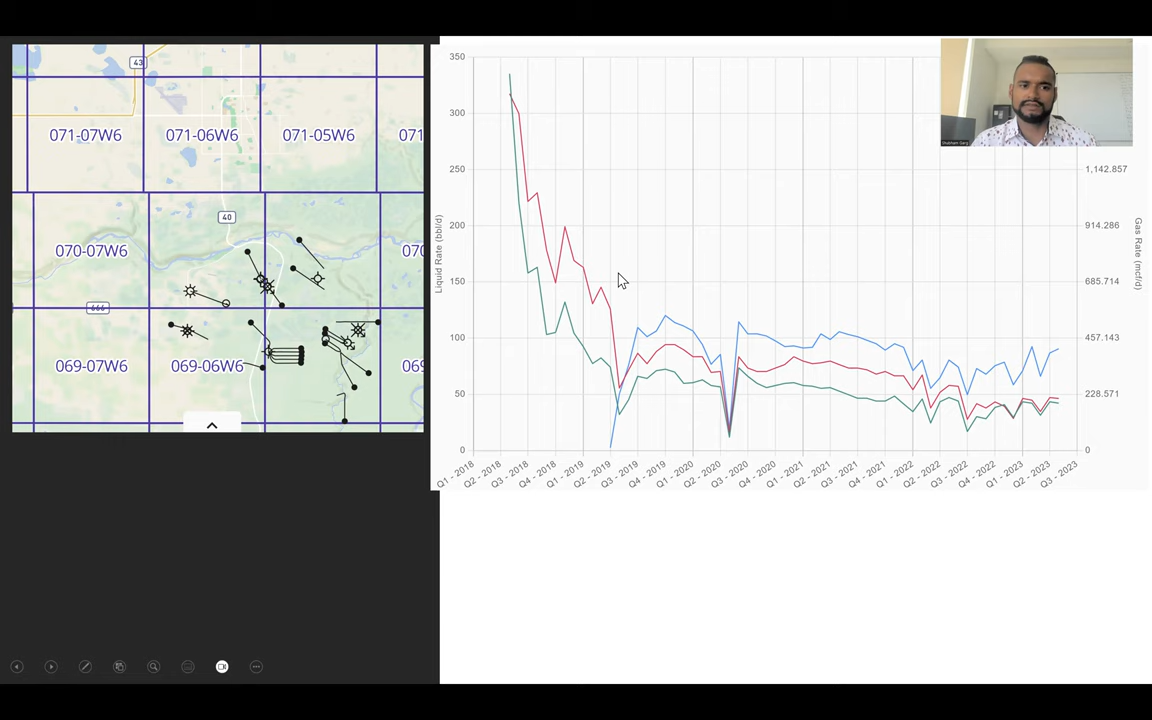 43
071-07W6
071-06W6
071-05W6
071
40
070-07W6
070
666
069-07W6
069-06W6
069
350
300
250
200
150
100
50
0
Liquid Rate (bbl/d)
1,142.857
914.286
685.714
457.143
228.571
0
Gas Rate (mcf/d)
Q1 - 2018
Q2 - 2018
Q3 - 2018
Q4 - 2018
Q1 - 2019
Q2 - 2019
Q3 - 2019
Q4 - 2019
Q1 - 2020
Q2 - 2020
Q3 - 2020
Q4 - 2020
Q1 - 2021
Q2 - 2021
Q3 - 2021
Q4 - 2021
Q1 - 2022
Q2 - 2022
Q3 - 2022
Q4 - 2022
Q1 - 2023
Q2 - 2023
Q3 - 2023
Shubham Garg